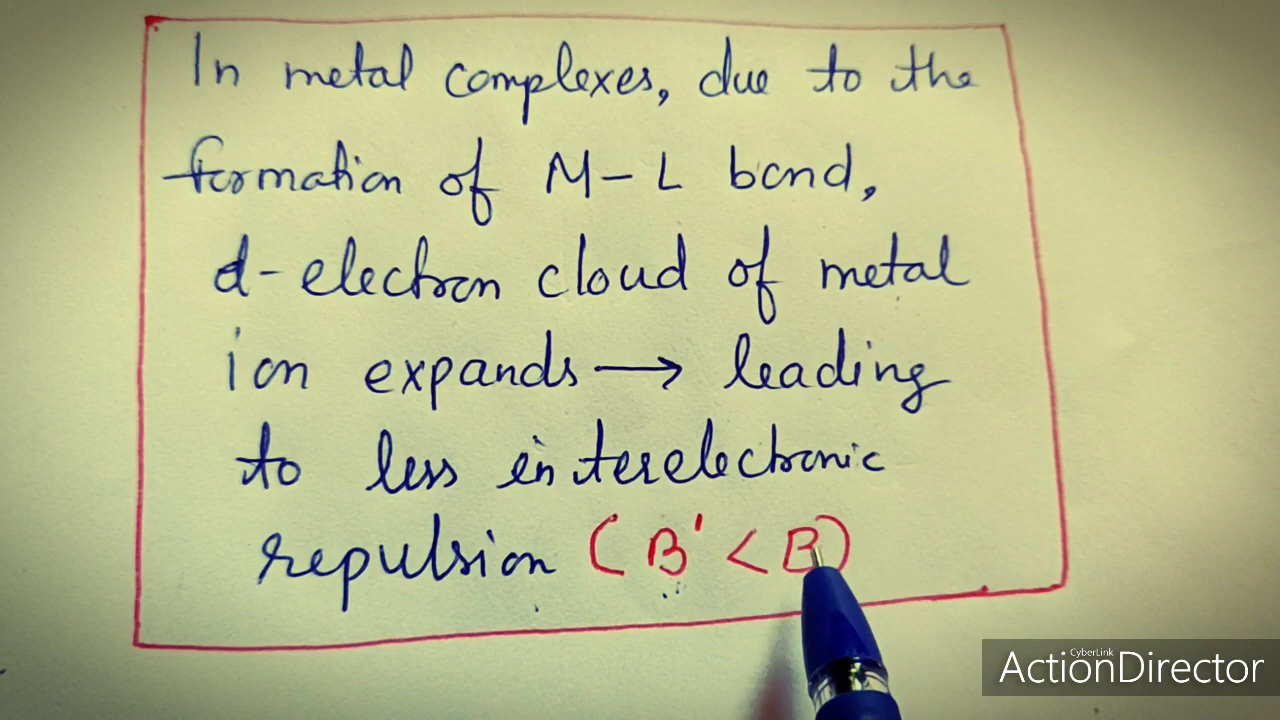 In metal complexes, due to the
formation of M-L bond,
d-electron cloud of metal
ion expands → leading
to less interelectronic
repulsion (B' < B)
CyberLink
ActionDirector